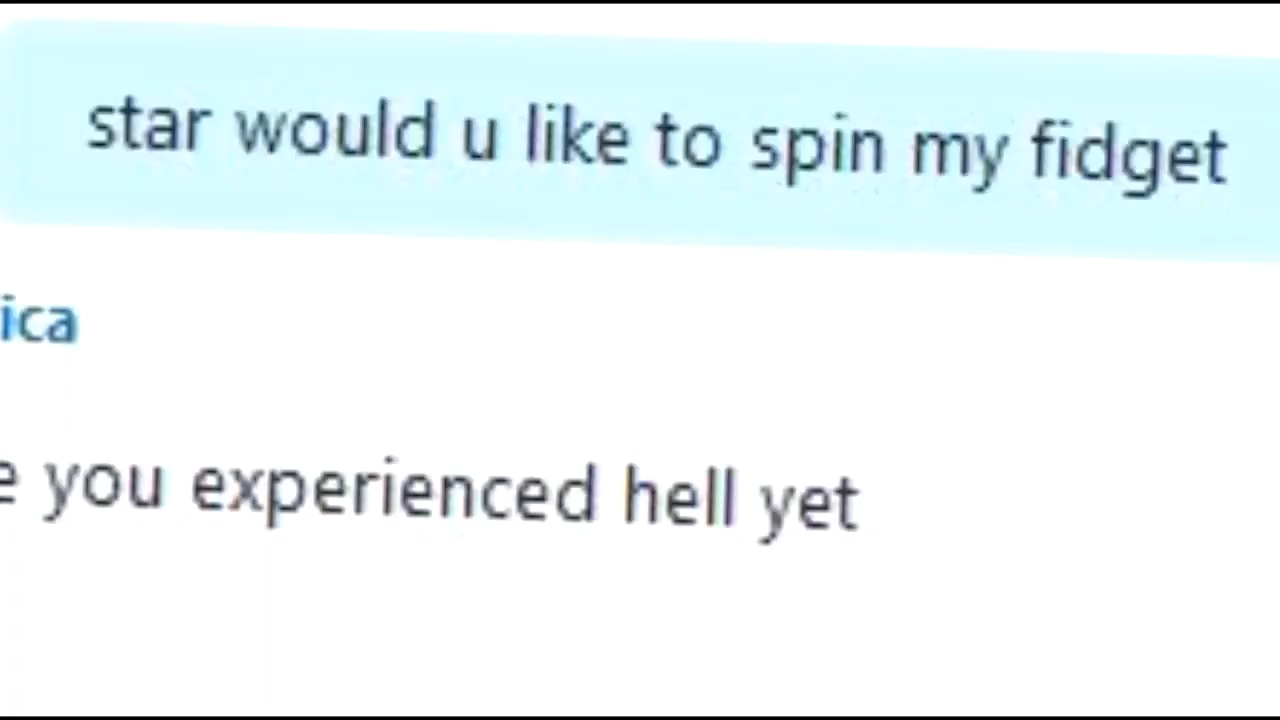 star would u like to spin my fidget
ica
e you experienced hell yet